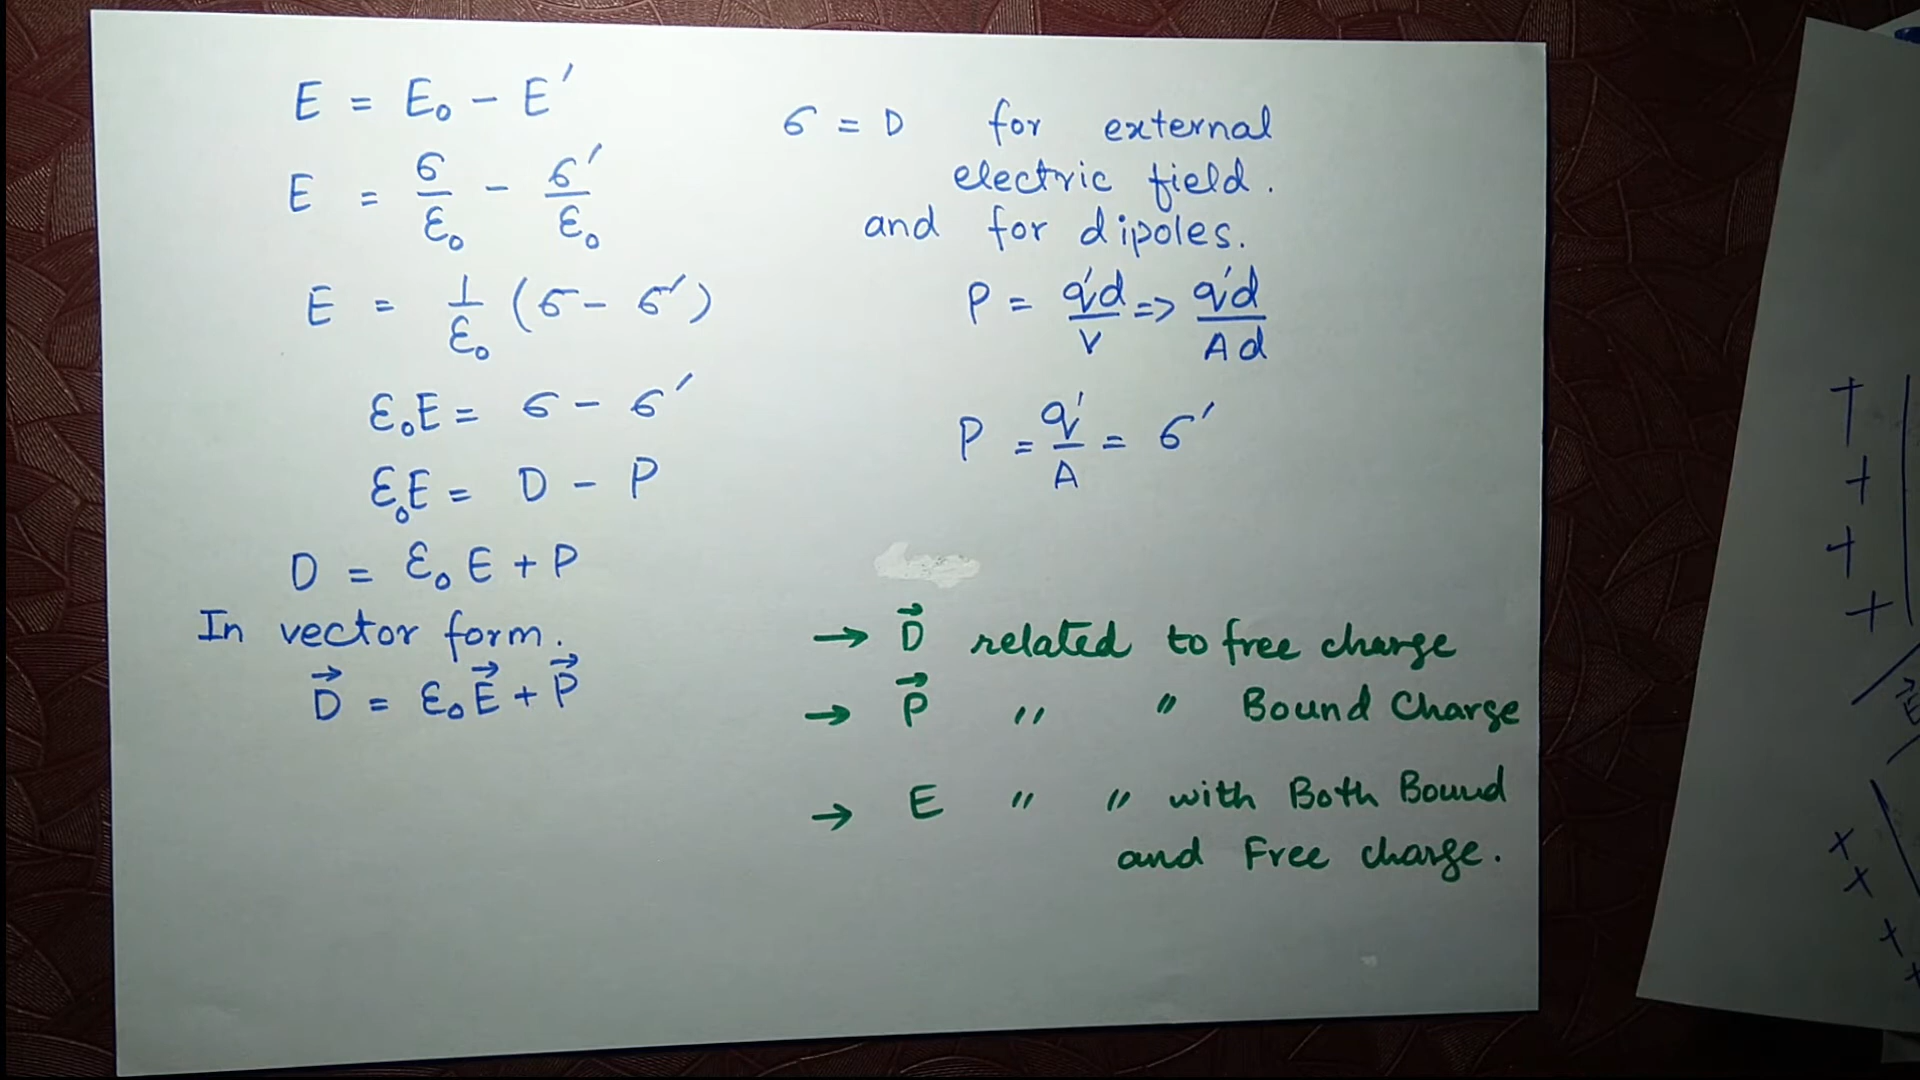 E = E₀ - E'
E = σ/ε₀ - σ'/ε₀
E = 1/ε₀ (σ - σ')
ε₀E = σ - σ'
ε₀E = D - P
D = ε₀ E + P
In vector form.
D⃗ = ε₀E⃗ + P⃗
σ = D for external
electric field.
and for dipoles.
P = q'd/V => q'd/Ad
P = q'/A = σ'
→ D⃗ related to free charge
→ P⃗ " " Bound Charge
→ E " " with Both Bound
and Free charge.
+
+
+
+
E⃗
+
+
+
+